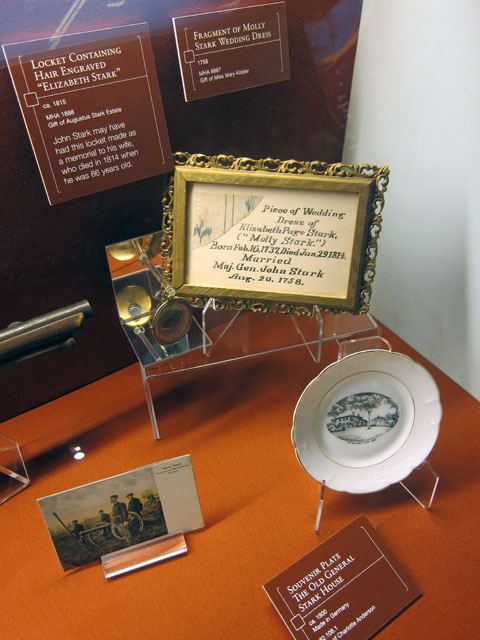 LOCKET CONTAINING
HAIR ENGRAVED
"ELIZABETH STARK"
ca. 1815
MHA 1868
Gift of Augustus Stark Estate
John Stark may have
had this locket made as
a memorial to his wife,
who died in 1814 when
he was 86 years old.
FRAGMENT OF MOLLY
STARK WEDDING DRESS
1758
MHA 8687
Gift of Miss Mary Kidder
Piece of Wedding
Dress of
Elizabeth Page Stark,
("Molly Stark.")
Born Feb. 16, 1737, Died Jun, 29 1814.
Married
Maj. Gen. John Stark
Aug. 20. 1758.
SOUVENIR PLATE
THE OLD GENERAL
STARK HOUSE
ca. 1900
Made in Germany
Charlotte Anderson